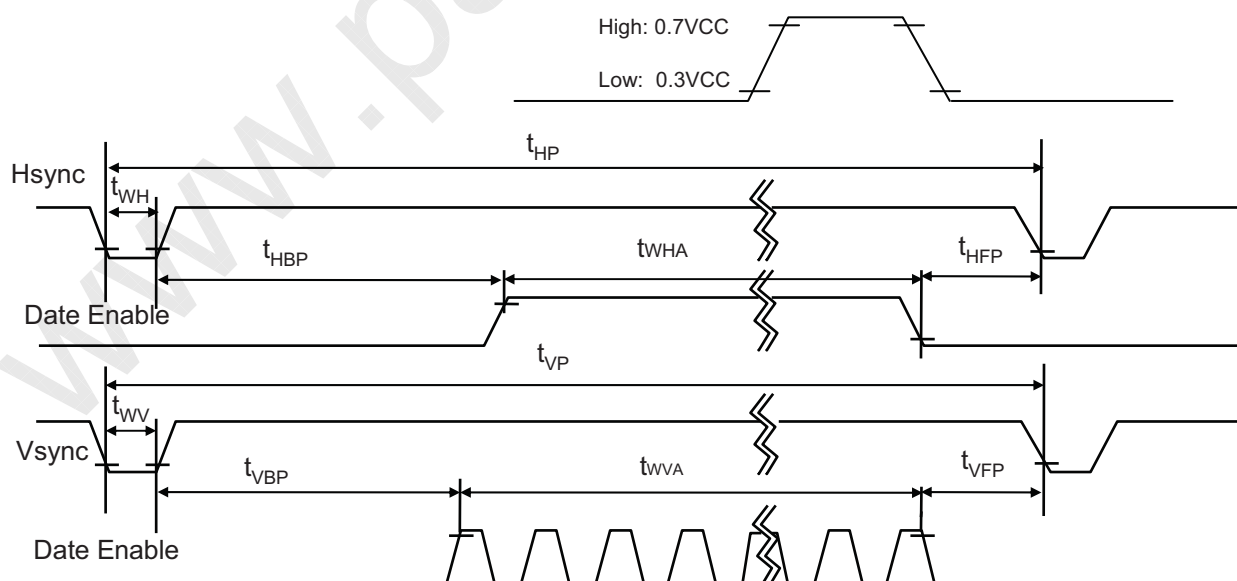 High: 0.7VCC
Low: 0.3VCC
tHP
Hsync
tWH
tHBP
tWHA
tHFP
Date Enable
tVP
tWV
Vsync
tVBP
tWVA
tVFP
Date Enable
www.p